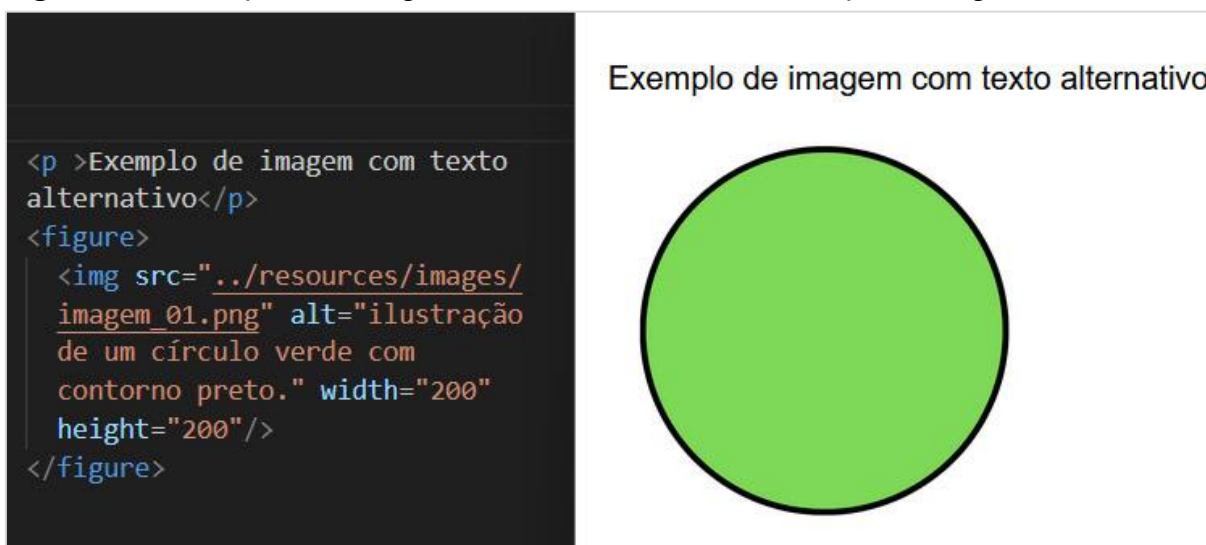 <p >Exemplo de imagem com texto
alternativo</p>
<figure>
<img src="../resources/images/
imagem_01.png" alt="ilustração
de um círculo verde com
contorno preto." width="200"
height="200"/>
</figure>
Exemplo de imagem com texto alternativo